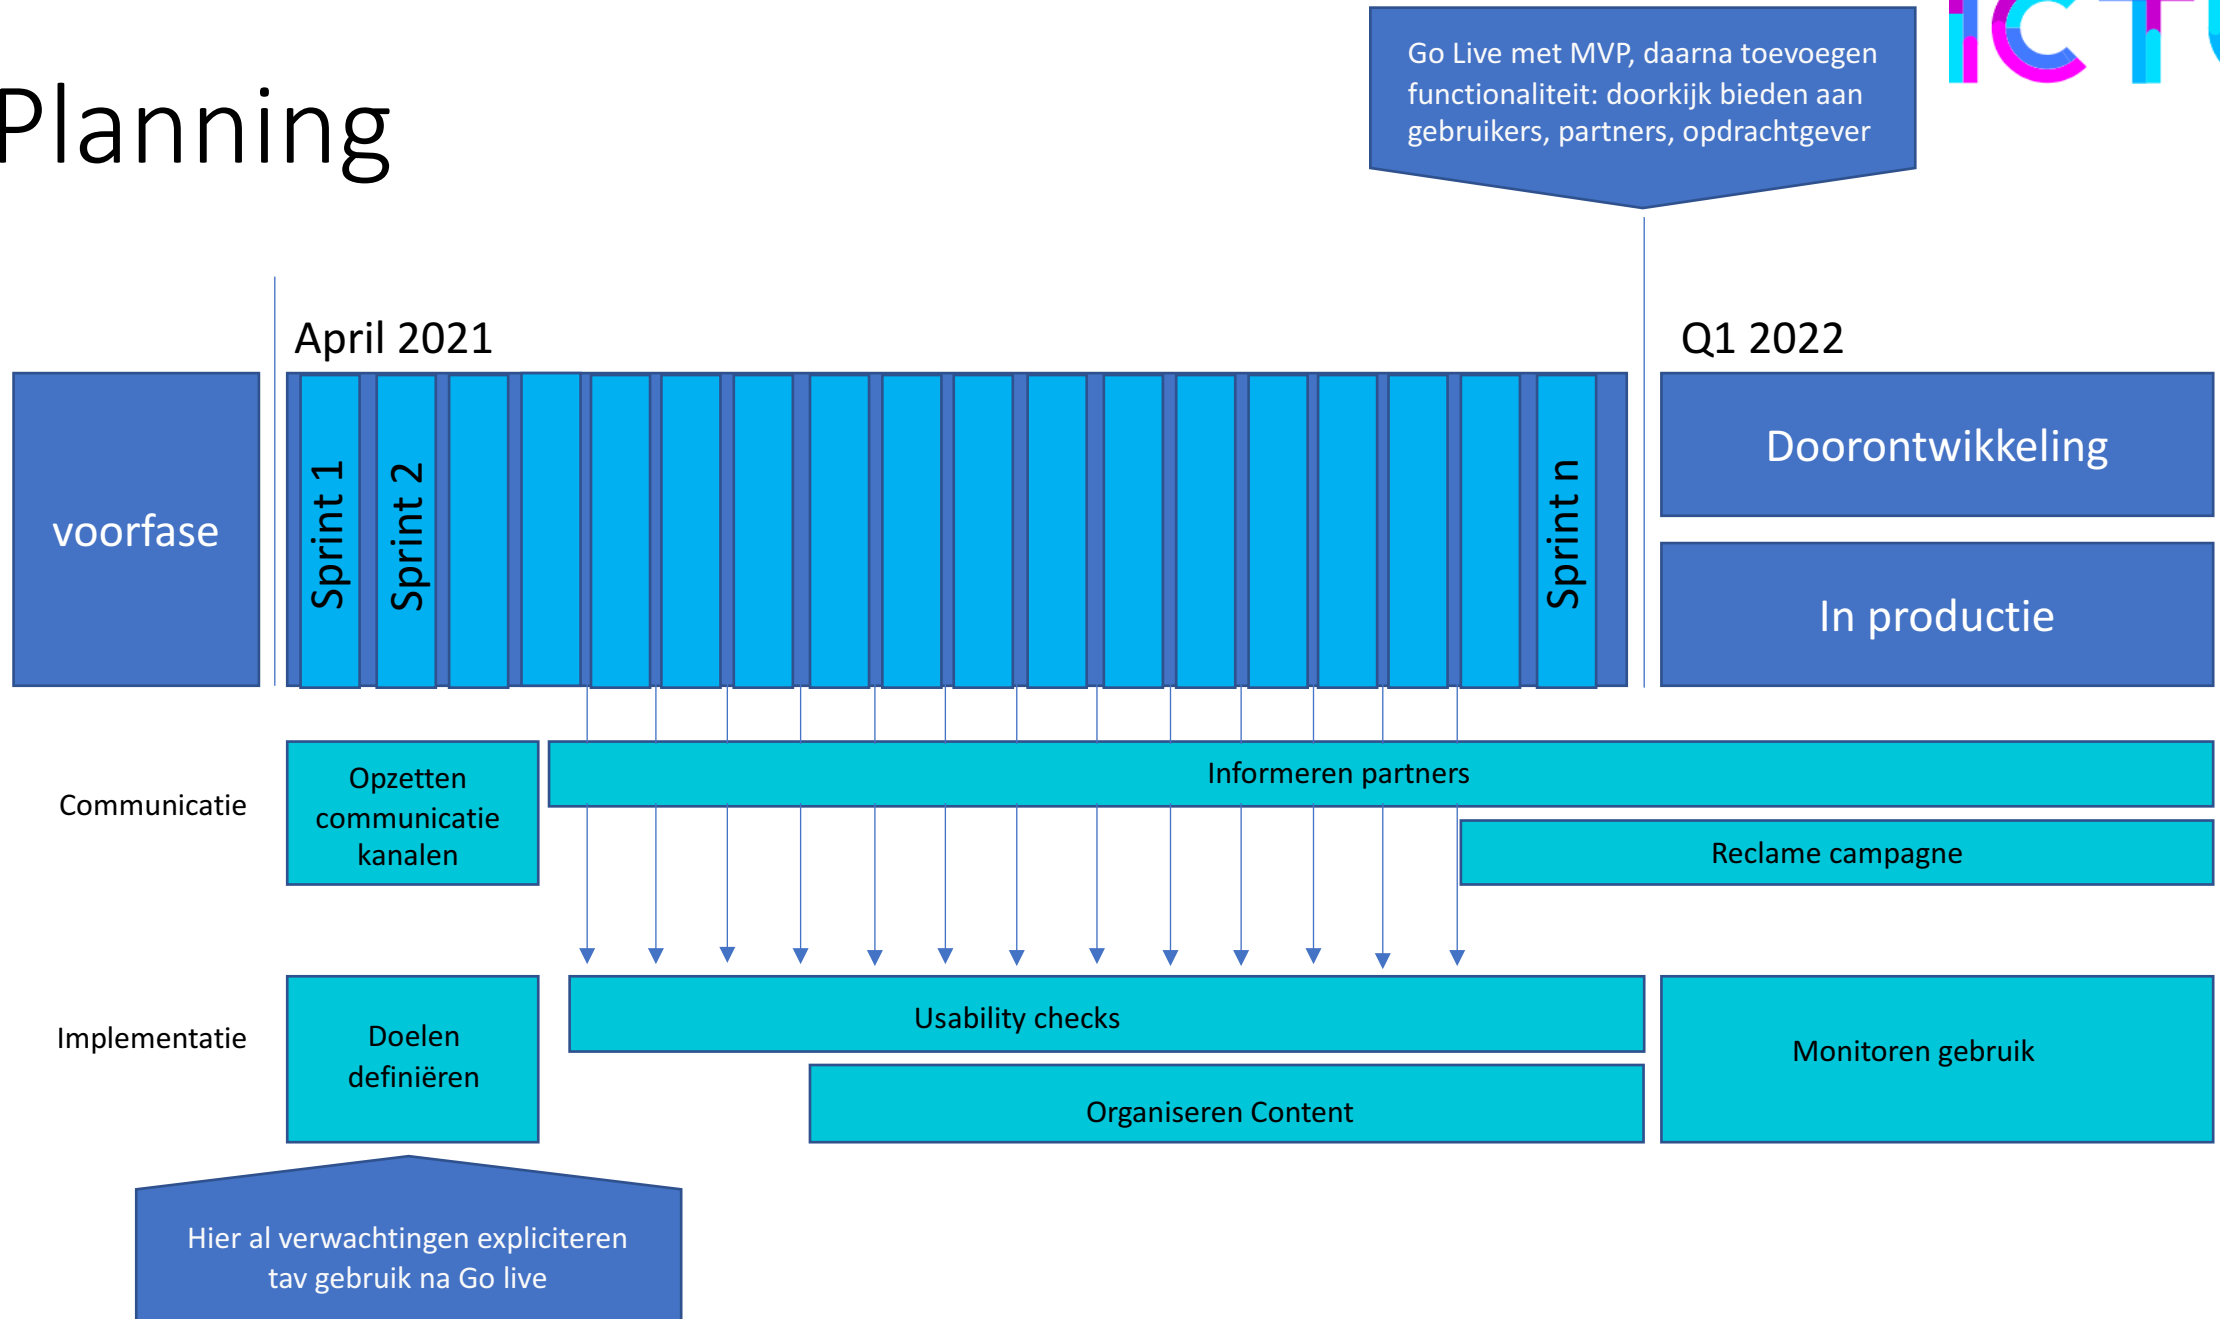 Planning
Go Live met MVP, daarna toevoegen
functionaliteit: doorkijk bieden aan
gebruikers, partners, opdrachtgever
ICTU
April 2021
Q1 2022
voorfase
Sprint 1
Sprint 2
Sprint n
Doorontwikkeling
In productie
Communicatie
Opzetten
communicatie
kanalen
Informeren partners
Reclame campagne
Implementatie
Doelen
definiëren
Usability checks
Organiseren Content
Monitoren gebruik
Hier al verwachtingen expliciteren
tav gebruik na Go live